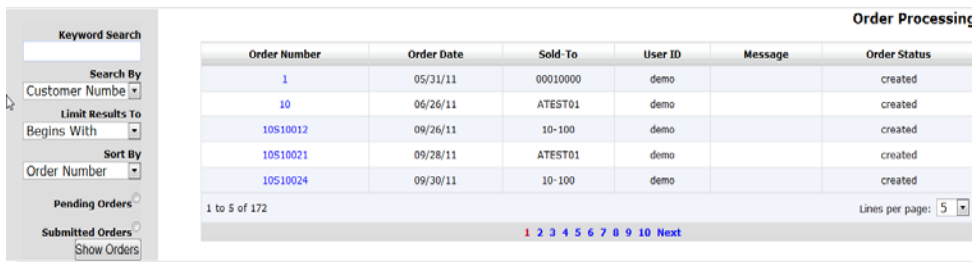 Order Processing
Keyword Search
Search By
Customer Numbe
Limit Results To
Begins With
Sort By
Order Number
Pending Orders
Submitted Orders
Show Orders
Order Number Order Date Sold-To User ID Message Order Status
1 05/31/11 00010000 demo created
10 06/26/11 ATEST01 demo created
10S10012 09/26/11 10-100 demo created
10S10021 09/28/11 ATEST01 demo created
10S10024 09/30/11 10-100 demo created
1 to 5 of 172 Lines per page: 5
1 2 3 4 5 6 7 8 9 10 Next